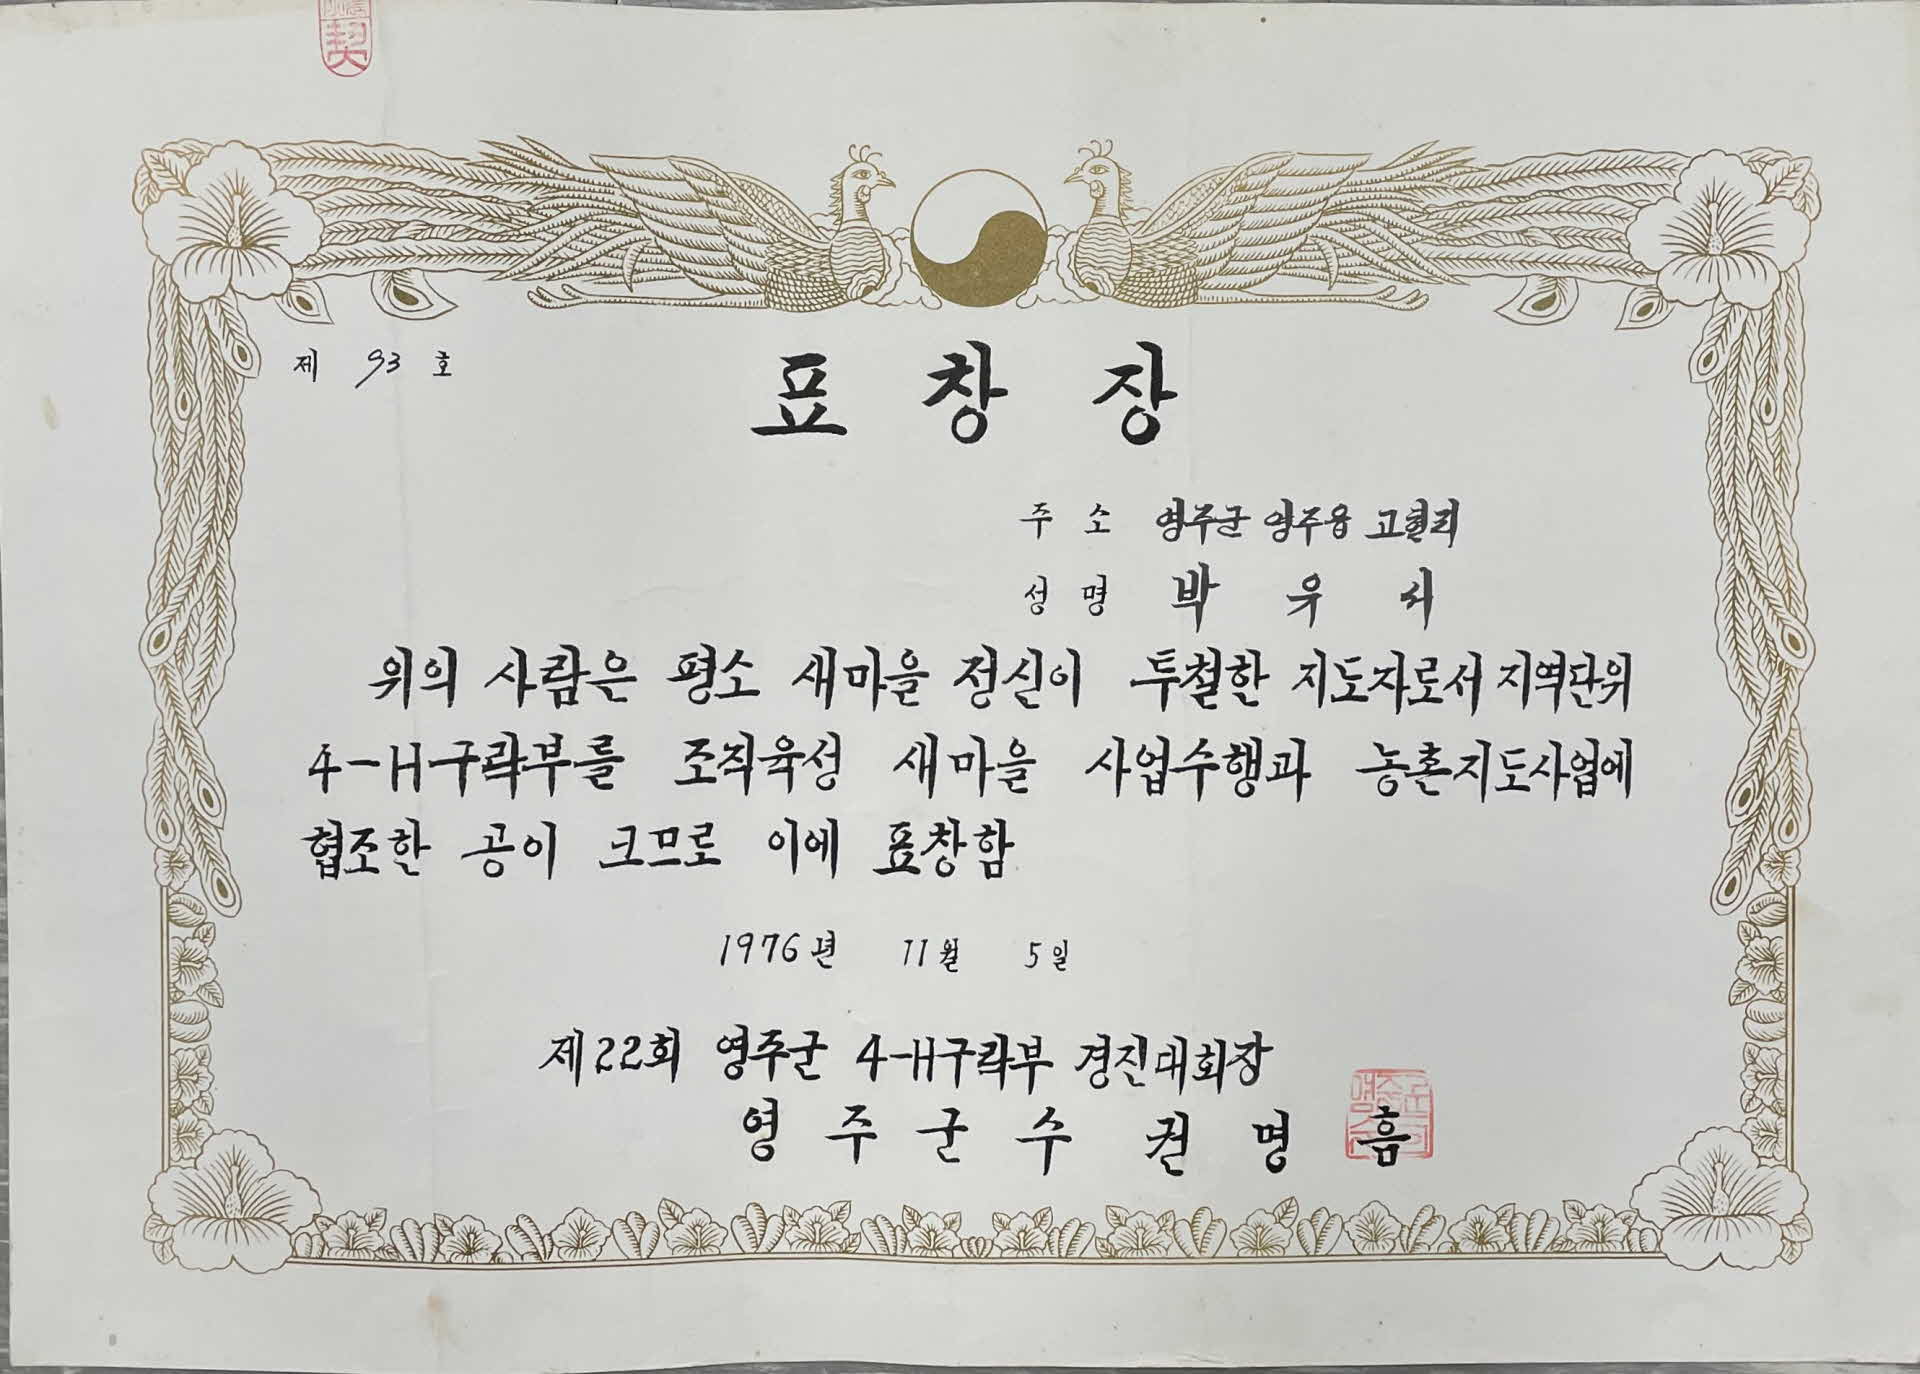 제 93 호
표창장
주소 영주군 영주읍 고현리
성명 박우서
위의 사람은 평소 새마을 정신이 투철한 지도자로서 지역단위
4-H구락부를 조직육성 새마을 사업수행과 농촌지도사업에
협조한 공이 크므로 이에 표창함
1976년 11월 5일
제22회 영주군 4-H구락부 경진대회장
영주군수 권명흠